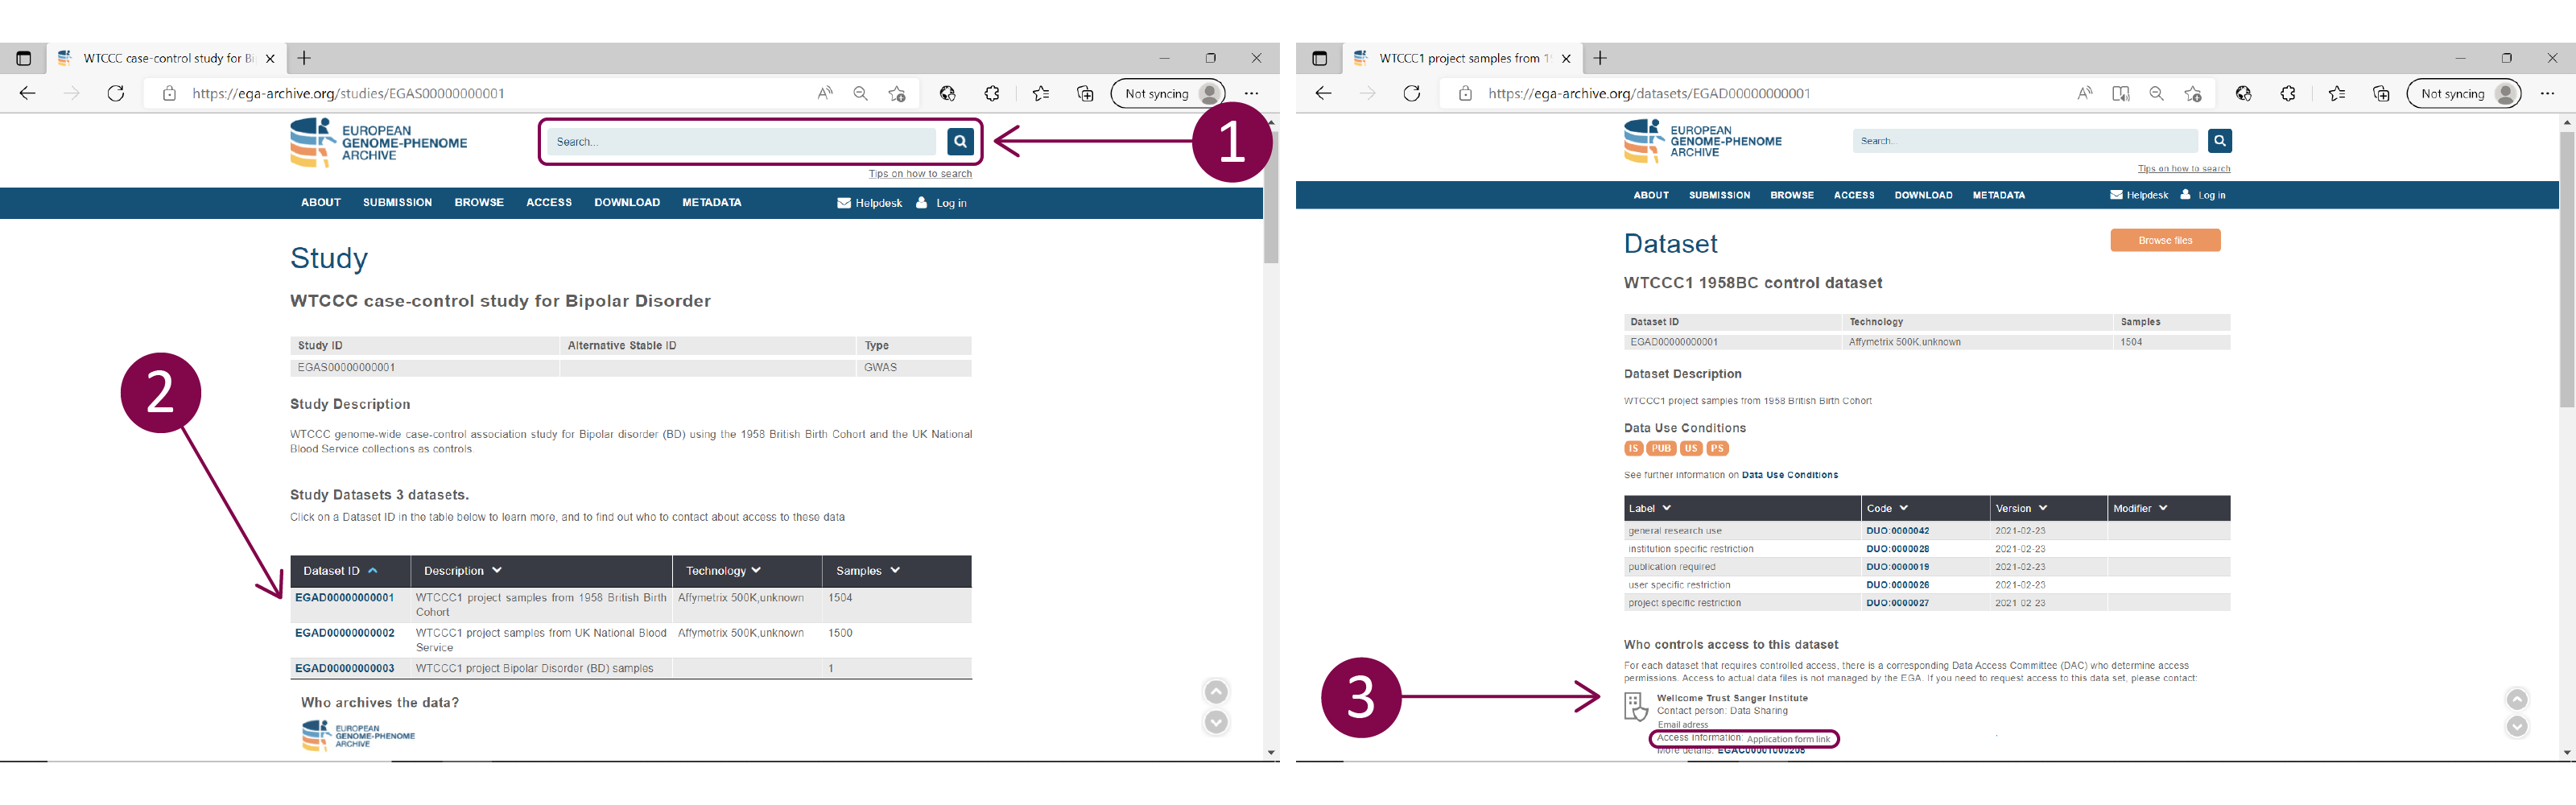 WTCCC case-control study for Bi
https://ega-archive.org/studies/EGAS00000000001
Not syncing
EUROPEAN
GENOME-PHENOME
ARCHIVE
Search...
1
Tips on how to search
ABOUT SUBMISSION BROWSE ACCESS DOWNLOAD METADATA Helpdesk Log in
Study
WTCCC case-control study for Bipolar Disorder
Study ID Alternative Stable ID Type
EGAS00000000001 GWAS
2
Study Description
WTCCC genome-wide case-control association study for Bipolar disorder (BD) using the 1958 British Birth Cohort and the UK National
Blood Service collections as controls
Study Datasets 3 datasets.
Click on a Dataset ID in the table below to learn more, and to find out who to contact about access to these data
Dataset ID Description Technology Samples
EGAD00000000001 WTCCC1 project samples from 1958 British Birth Affymetrix 500K,unknown 1504
Cohort
EGAD00000000002 WTCCC1 project samples from UK National Blood Affymotrix 500K,unknown 1500
Service
EGAD00000000003 WTCCC1 project Bipolar Disorder (BD) samples 1
Who archives the data?
EUROPEAN
GENOME-PHENOME
ARCHIVE
WTCCC1 project samples from 1
https://ega-archive.org/datasets/EGAD00000000001
Not syncing
EUROPEAN
GENOME-PHENOME
ARCHIVE
Search...
Tips on how to search
ABOUT SUBMISSION BROWSE ACCESS DOWNLOAD METADATA Helpdesk Log in
Dataset
Browse files
WTCCC1 1958BC control dataset
Dataset ID Technology Samples
EGAD00000000001 Affymetrix 500K,unknown 1504
Dataset Description
WTCCC1 project samples from 1958 British Birth Cohort
Data Use Conditions
IS PUB US PS
See further information on Data Use Conditions
Label Code Version Modifier
general research use DUO:0000042 2021-02-23
institution specific restriction DUO:0000028 2021-02-23
publication required DUO:0000019 2021-02-23
user specific restriction DUO:0000026 2021-02-23
project specific restriction DUO:0000027 2021-02-23
Who controls access to this dataset
For each dataset that requires controlled access, there is a corresponding Data Access Committee (DAC) who determine access
permissions. Access to actual data files is not managed by the EGA. If you need to request access to this data set, please contact:
3
Wellcome Trust Sanger Institute
Contact person: Data Sharing
Email adress
Access information: Application form link
More details: EGAC00001000205